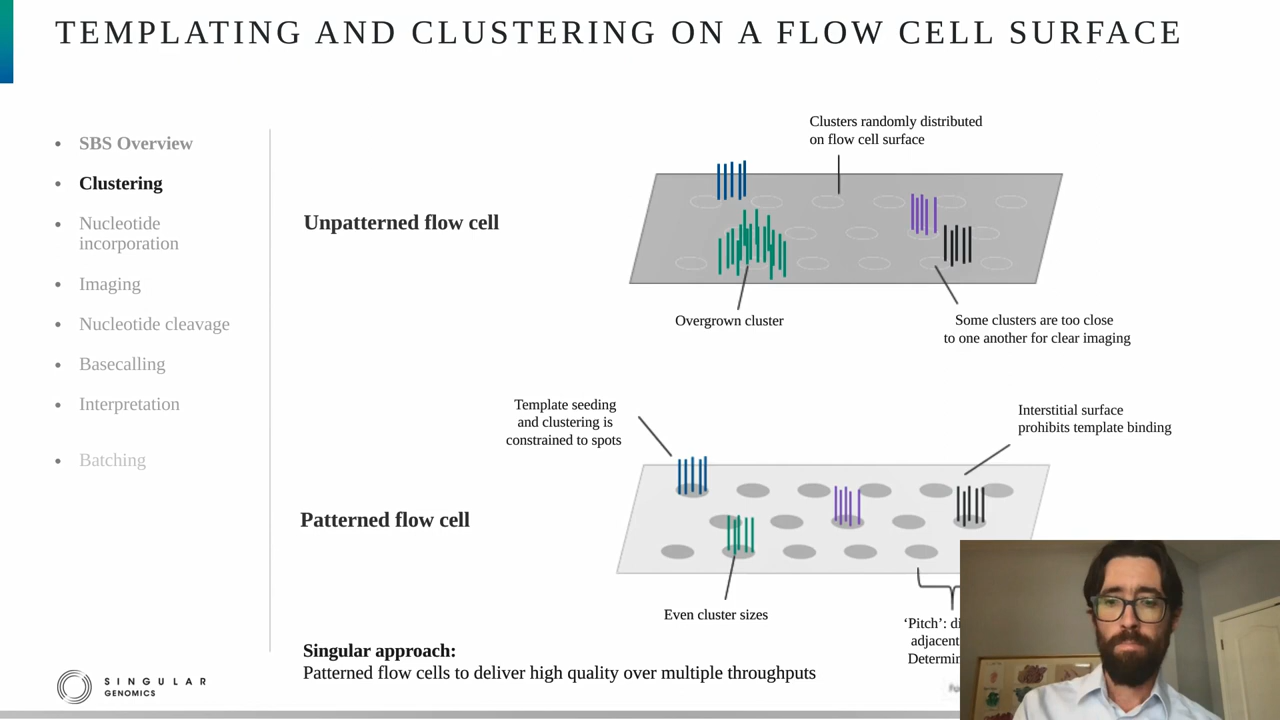 TEMPLATING AND CLUSTERING ON A FLOW CELL SURFACE
• SBS Overview
• Clustering
• Nucleotide
incorporation
• Imaging
• Nucleotide cleavage
• Basecalling
• Interpretation
• Batching
Unpatterned flow cell
Clusters randomly distributed
on flow cell surface
Overgrown cluster
Some clusters are too close
to one another for clear imaging
Patterned flow cell
Template seeding
and clustering is
constrained to spots
Interstitial surface
prohibits template binding
Even cluster sizes
‘Pitch’:
adjacent
Singular approach:
Patterned flow cells to deliver high quality over multiple throughputs
SINGULAR
GENOMICS